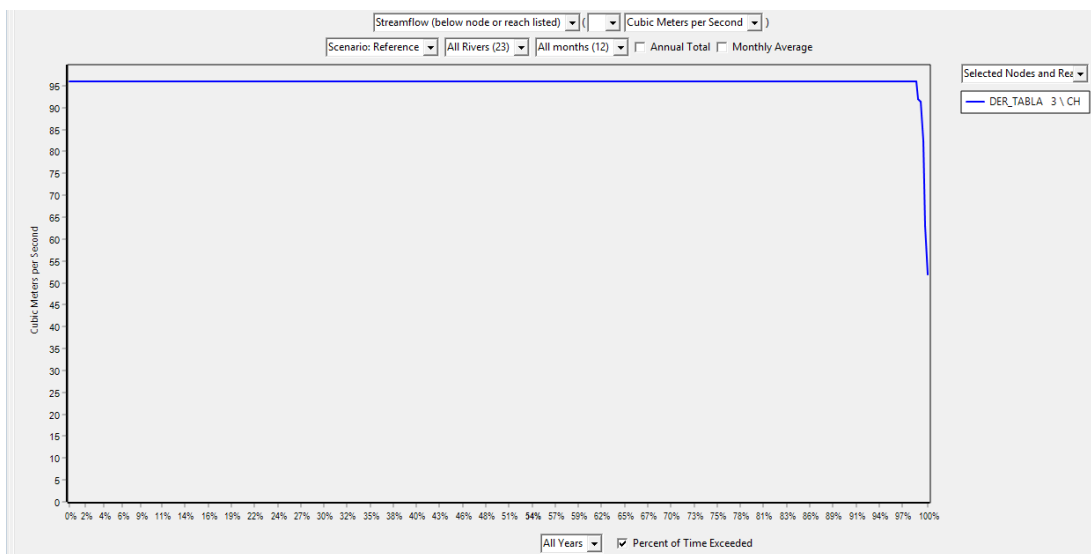 Streamflow (below node or reach listed) ( Cubic Meters per Second )
Scenario: Reference All Rivers (23) All months (12) Annual Total Monthly Average
Selected Nodes and Rea
DER_TABLA 3 \ CH
Cubic Meters per Second
95
90
85
80
75
70
65
60
55
50
45
40
35
30
25
20
15
10
5
0
0% 2% 4% 6% 9% 11% 14% 16% 19% 22% 24% 27% 30% 32% 35% 38% 40% 43% 46% 48% 51% 54% 57% 59% 62% 65% 67% 70% 73% 75% 78% 81% 83% 86% 89% 91% 94% 97% 100%
All Years Percent of Time Exceeded